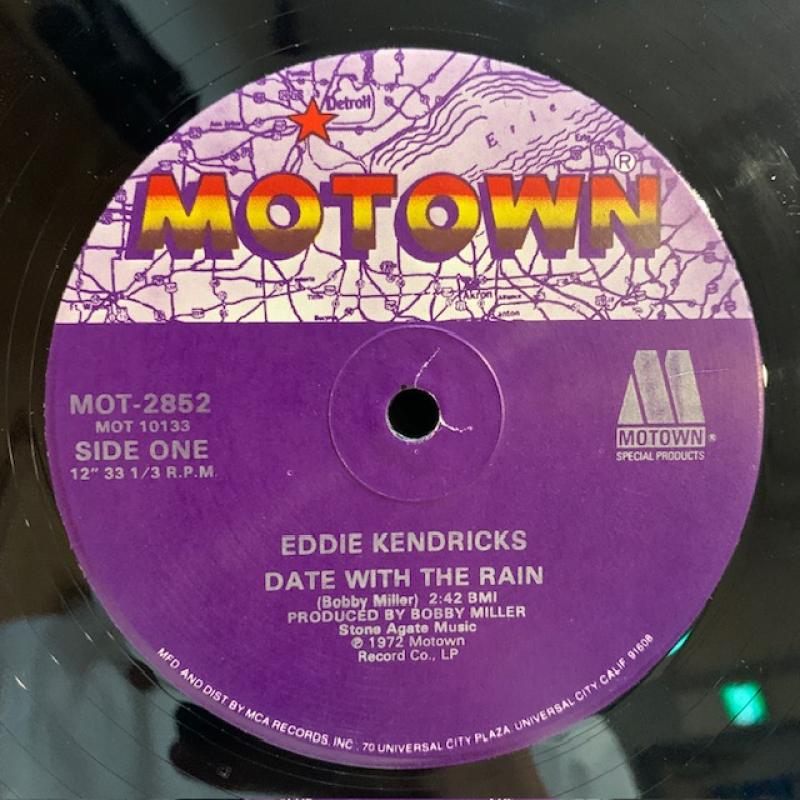 Detroit
Erie
MOTOWN®
Akron
anton
MOT-2852
MOT 10133
SIDE ONE
12" 33 1/3 R.P.M.
MOTOWN®
SPECIAL PRODUCTS
EDDIE KENDRICKS
DATE WITH THE RAIN
(Bobby Miller) 2:42 BMI
PRODUCED BY BOBBY MILLER
Stone Agate Music
℗ 1972 Motown
Record Co., LP
MFD AND DIST. BY MCA RECORDS, INC. 70 UNIVERSAL CITY PLAZA, UNIVERSAL CITY CALIF. 91608